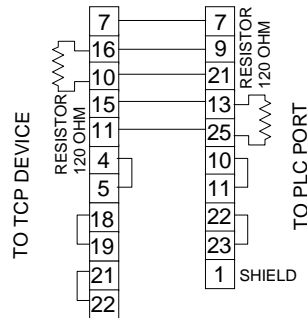 7 7
16 9
10 21
15 13
11 25
4 10
5 11
18 22
19 23
21 1 SHIELD
22
RESISTOR
120 OHM
RESISTOR
120 OHM
TO TCP DEVICE
TO PLC PORT